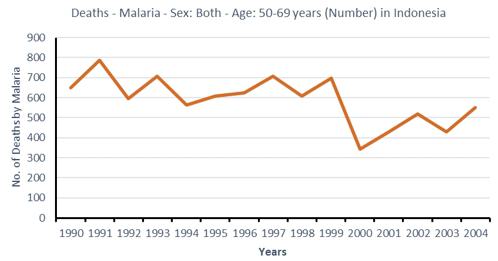 Deaths - Malaria - Sex: Both - Age: 50-69 years (Number) in Indonesia
900
800
700
600
500
400
300
200
100
0
No. of Deaths by Malaria
1990 1991 1992 1993 1994 1995 1996 1997 1998 1999 2000 2001 2002 2003 2004
Years